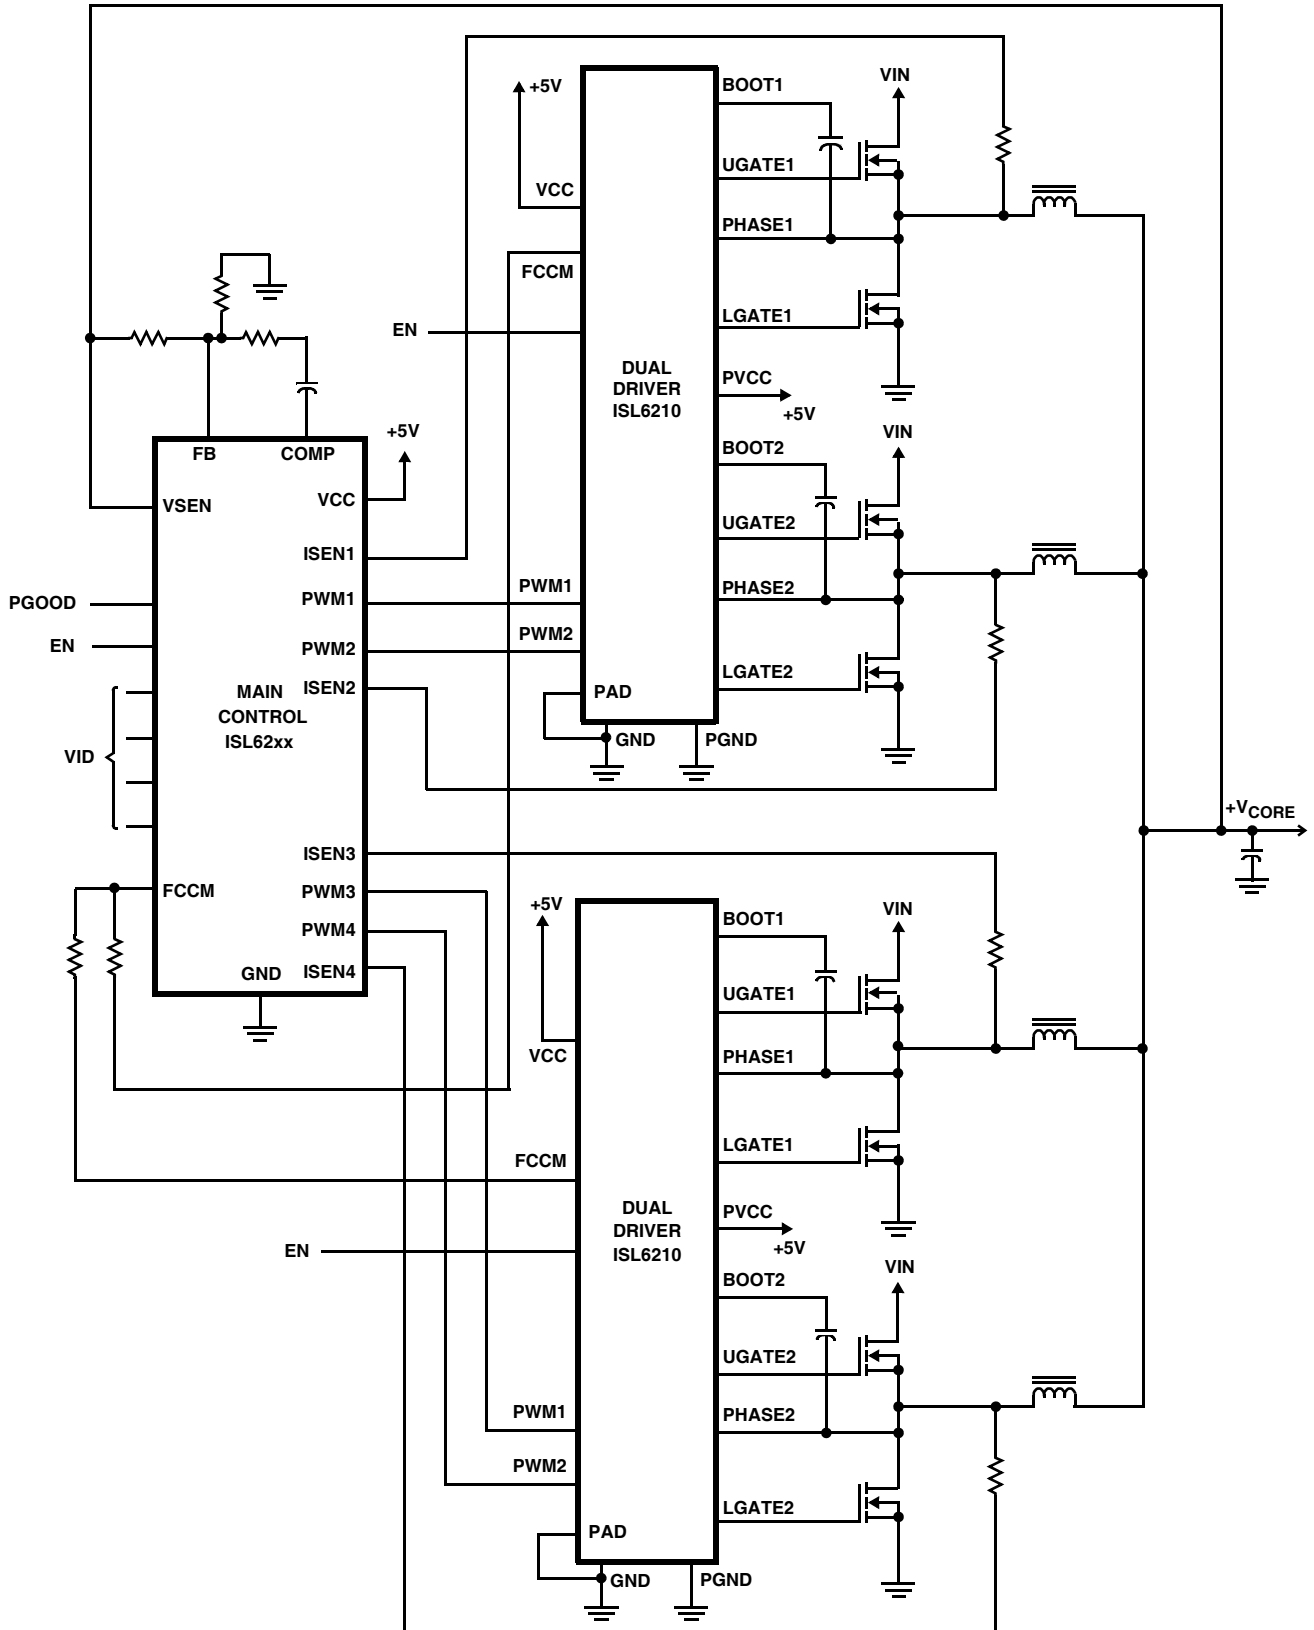 +5V
VCC
FCCM
EN
DUAL
DRIVER
ISL6210
BOOT1
UGATE1
PHASE1
LGATE1
PVCC
+5V
BOOT2
UGATE2
PHASE2
LGATE2
PWM1
PWM2
PAD
GND
PGND
VIN
VIN
FB
COMP
+5V
VSEN
VCC
ISEN1
PGOOD
PWM1
EN
PWM2
ISEN2
MAIN
CONTROL
ISL62xx
VID
ISEN3
FCCM
PWM3
PWM4
GND
ISEN4
+VCORE
+5V
VCC
FCCM
EN
DUAL
DRIVER
ISL6210
BOOT1
UGATE1
PHASE1
LGATE1
PVCC
+5V
BOOT2
UGATE2
PHASE2
LGATE2
PWM1
PWM2
PAD
GND
PGND
VIN
VIN